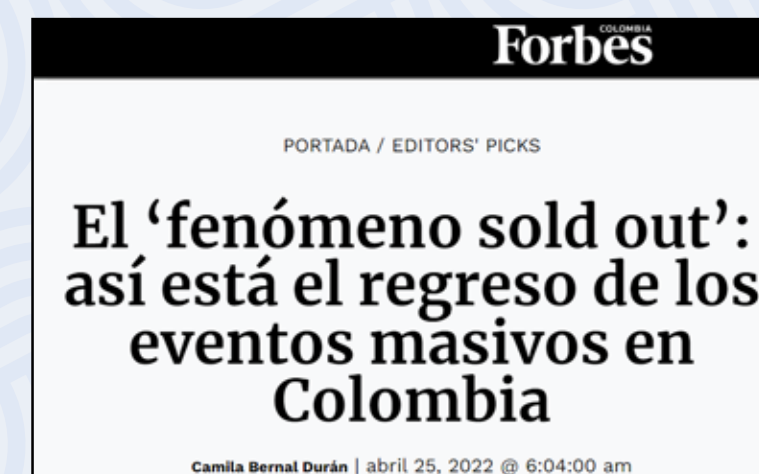 Forbes
COLOMBIA
PORTADA / EDITORS' PICKS
El ‘fenómeno sold out’:
así está el regreso de los
eventos masivos en
Colombia
Camila Bernal Durán | abril 25, 2022 @ 6:04:00 am